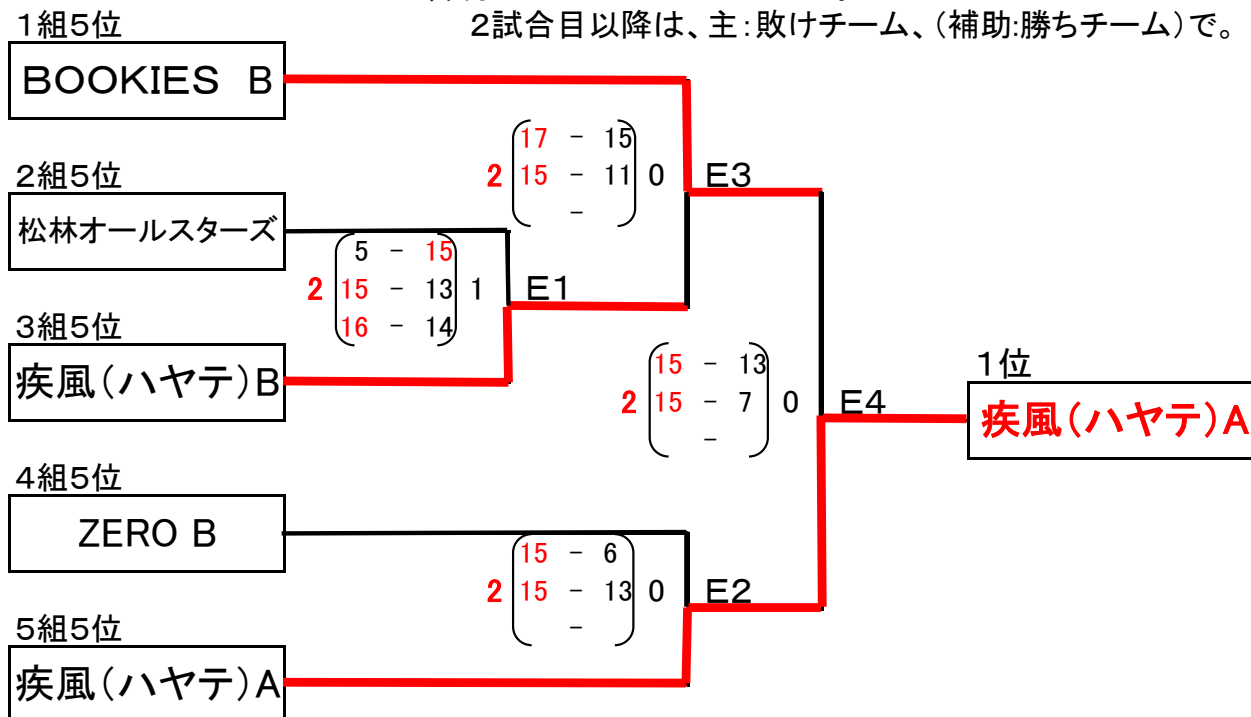 2試合目以降は、主:敗けチーム、(補助:勝ちチーム)で。
1組5位
BOOKIES B
17 - 15
2 15 - 11 0 E3
-
2組5位
松林オールスターズ
5 - 15
2 15 - 13 1 E1
16 - 14
3組5位
疾風(ハヤテ)B
15 - 13
2 15 - 7 0 E4
-
1位
疾風(ハヤテ)A
4組5位
ZERO B
15 - 6
2 15 - 13 0 E2
-
5組5位
疾風(ハヤテ)A